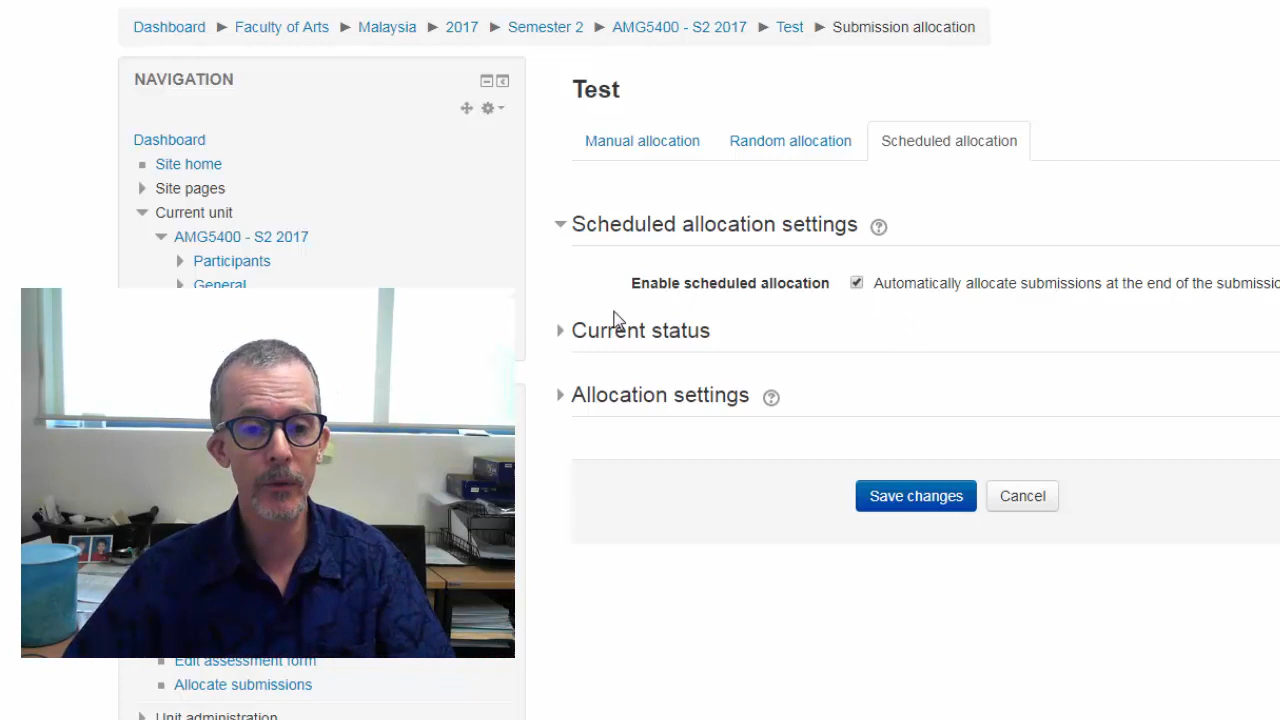 Dashboard Faculty of Arts Malaysia 2017 Semester 2 AMG5400 - S2 2017 Test Submission allocation
NAVIGATION
Dashboard
Site home
Site pages
Current unit
AMG5400 - S2 2017
Participants
General
Edit assessment form
Allocate submissions
Unit administration
Test
Manual allocation Random allocation Scheduled allocation
Scheduled allocation settings
Enable scheduled allocation Automatically allocate submissions at the end of the submissio
Current status
Allocation settings
Save changes Cancel